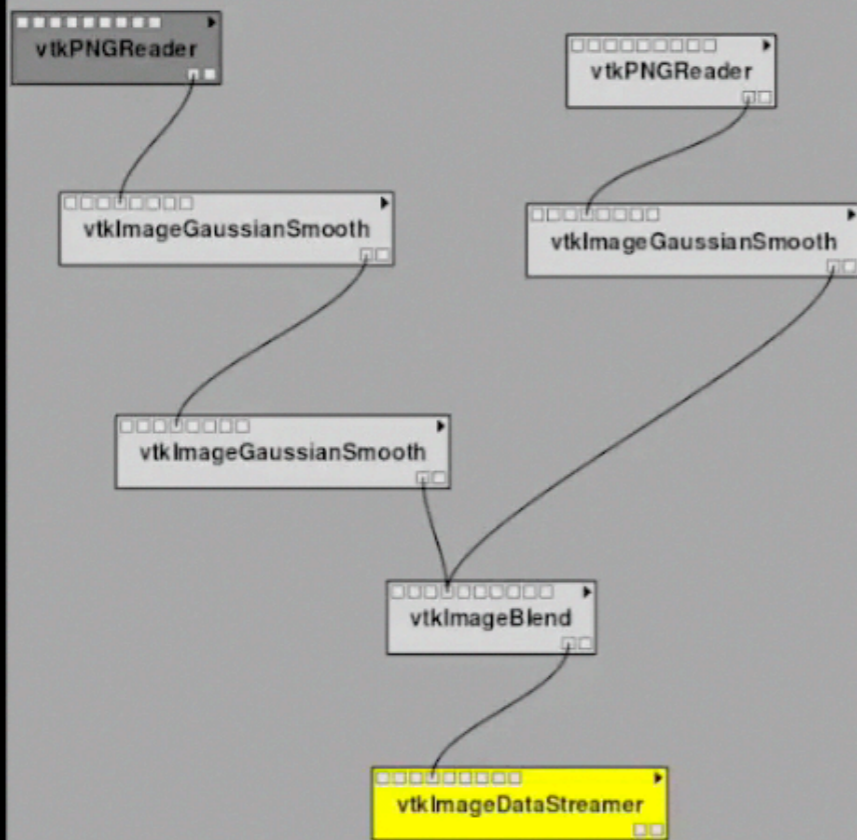 vtkPNGReader
vtkPNGReader
vtkImageGaussianSmooth
vtkImageGaussianSmooth
vtkImageGaussianSmooth
vtkImageBlend
vtkImageDataStreamer